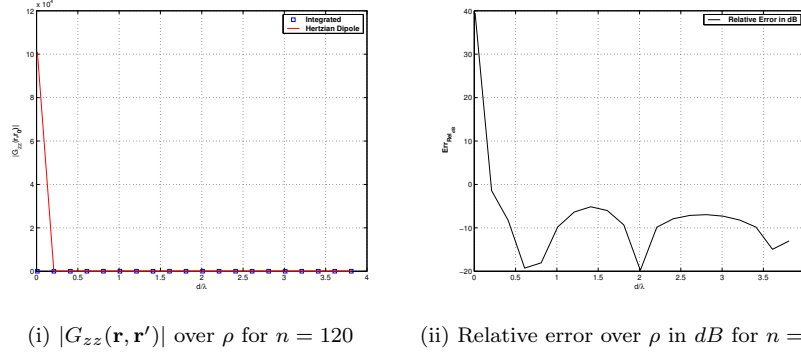 x 10
Integrated
Hertzian Dipole
12
10
8
6
4
2
0
0 0.5 1 1.5 2 2.5 3 3.5 4
d/λ
(i) |G_zz(r, r′)| over ρ for n = 120
Relative Error in dB
40
30
20
10
0
−10
−20
0 0.5 1 1.5 2 2.5 3 3.5
d/λ
Err_Rel_dB
(ii) Relative error over ρ in dB for n =